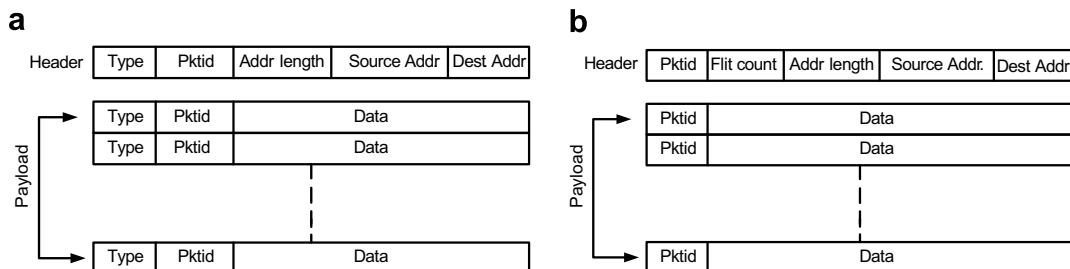 a
Header Type Pktid Addr length Source Addr Dest Addr
Payload
Type Pktid Data
Type Pktid Data
Type Pktid Data
b
Header Pktid Flit count Addr length Source Addr. Dest Addr
Payload
Pktid Data
Pktid Data
Pktid Data